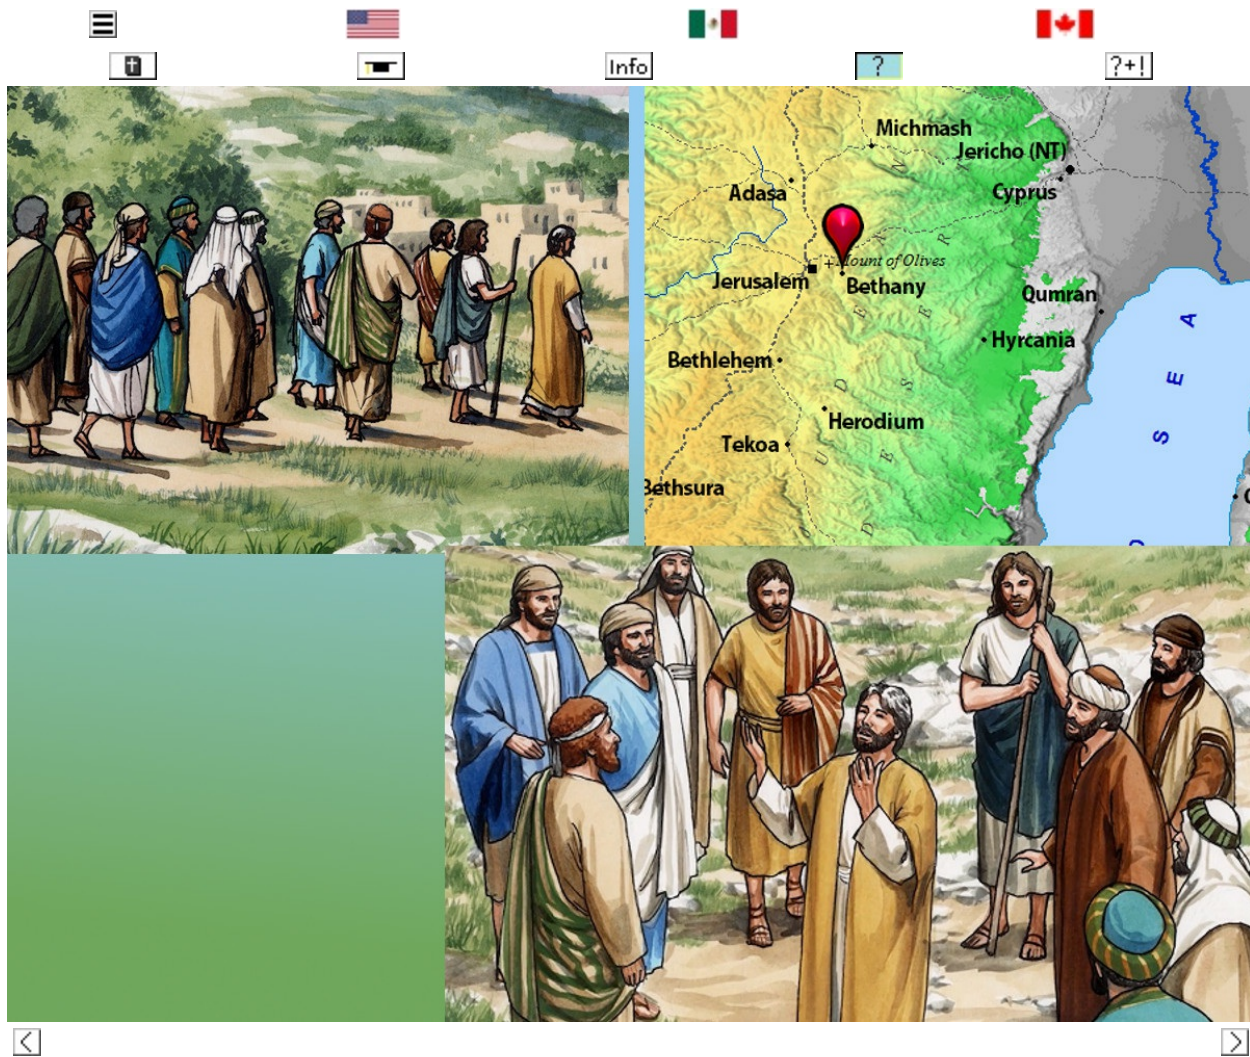 Info
?
?+!
Michmash
Jericho (NT)
Adasa
Cyprus
Mount of Olives
Jerusalem
Bethany
Qumran
Hyrcania
Bethlehem
Herodium
Tekoa
Bethsura
S E A